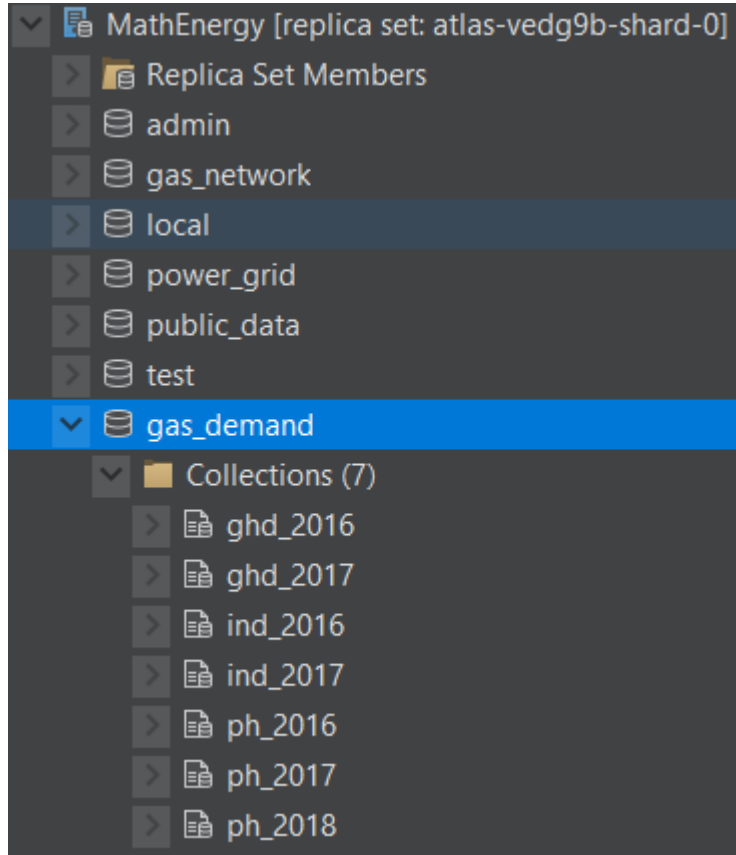 MathEnergy [replica set: atlas-vedg9b-shard-0]
Replica Set Members
admin
gas_network
local
power_grid
public_data
test
gas_demand
Collections (7)
ghd_2016
ghd_2017
ind_2016
ind_2017
ph_2016
ph_2017
ph_2018